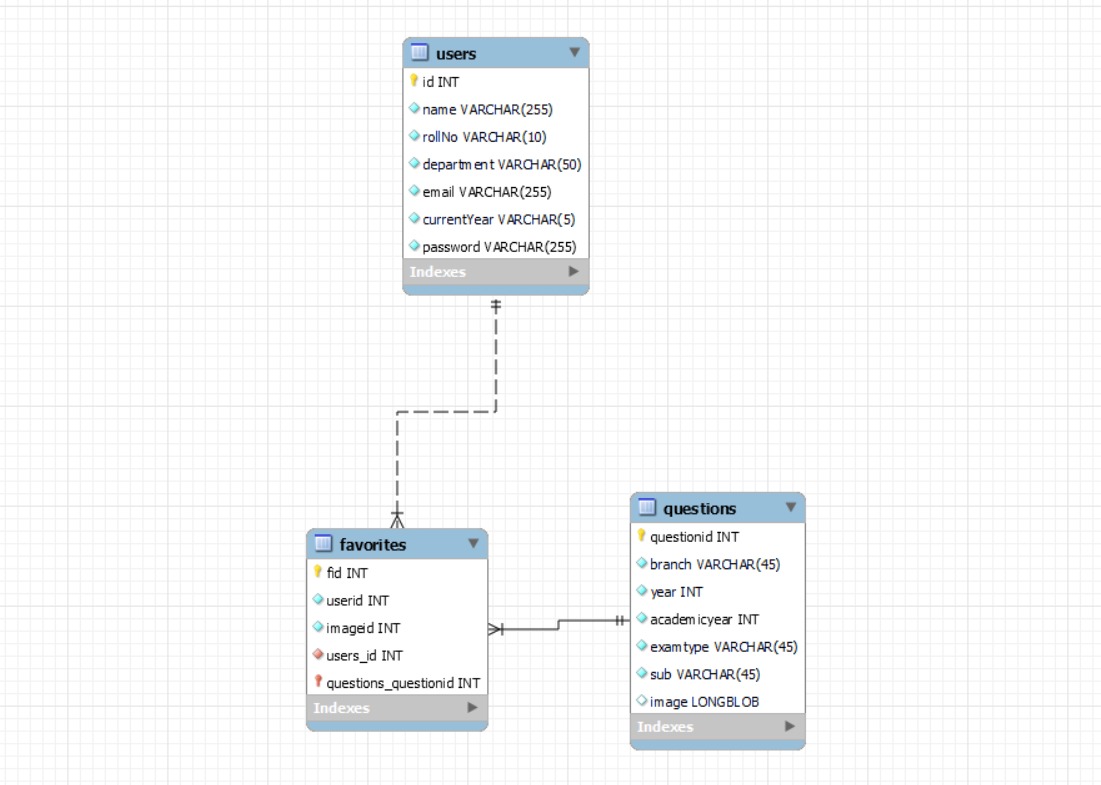 users
id INT
name VARCHAR(255)
rollNo VARCHAR(10)
department VARCHAR(50)
email VARCHAR(255)
currentYear VARCHAR(5)
password VARCHAR(255)
Indexes
favorites
fid INT
userid INT
imageid INT
users_id INT
questions_questionid INT
Indexes
questions
questionid INT
branch VARCHAR(45)
year INT
academicyear INT
examtype VARCHAR(45)
sub VARCHAR(45)
image LONGBLOB
Indexes